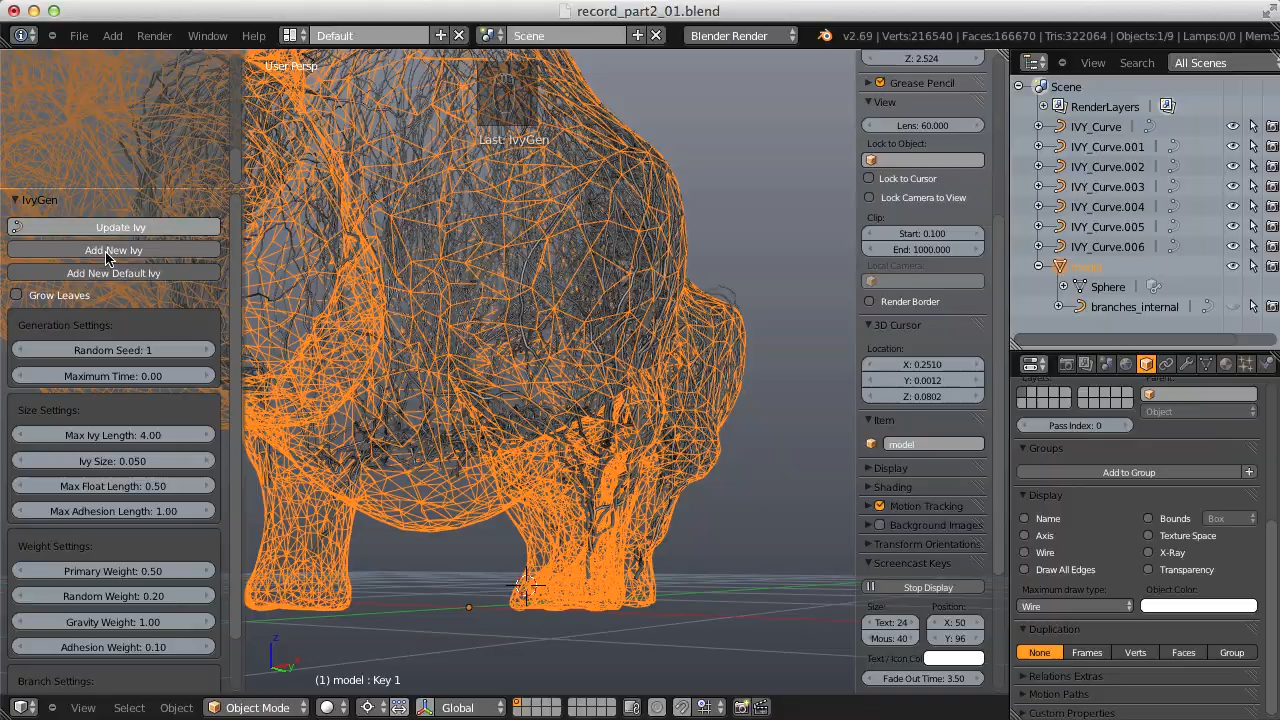 record_part2_01.blend
File Add Render Window Help Default Scene Blender Render v2.69 | Verts:216540 | Faces:166670 | Tris:322064 | Objects:1/9 | Lamps:0/0 | Mem:5
User Persp
Last: IvyGen
IvyGen
Update Ivy
Add New Ivy
Add New Default Ivy
Grow Leaves
Generation Settings:
Random Seed: 1
Maximum Time: 0.00
Size Settings:
Max Ivy Length: 4.00
Ivy Size: 0.050
Max Float Length: 0.50
Max Adhesion Length: 1.00
Weight Settings:
Primary Weight: 0.50
Random Weight: 0.20
Gravity Weight: 1.00
Adhesion Weight: 0.10
Branch Settings:
z
x
y
(1) model : Key 1
Z: 2.524
Grease Pencil
View
Lens: 60.000
Lock to Object:
Lock to Cursor
Lock Camera to View
Clip:
Start: 0.100
End: 1000.000
Local Camera:
Render Border
3D Cursor
Location:
X: 0.2510
Y: 0.0012
Z: 0.0802
Item
model
Display
Shading
Motion Tracking
Background Images
Transform Orientations
Screencast Keys
Stop Display
Size: Position:
Text: 24 X: 50
Mous: 40 Y: 96
Text / Icon Col
Fade Out Time: 3.50
View Search All Scenes
Scene
RenderLayers
IVY_Curve
IVY_Curve.001
IVY_Curve.002
IVY_Curve.003
IVY_Curve.004
IVY_Curve.005
IVY_Curve.006
model
Sphere
branches_internal
Layers: Parent:
Object
Pass Index: 0
Groups
Add to Group
Display
Name Bounds Box
Axis Texture Space
Wire X-Ray
Draw All Edges Transparency
Maximum draw type: Object Color:
Wire
Duplication
None Frames Verts Faces Group
Relations Extras
Motion Paths
Custom Properties
View Select Object Object Mode Global